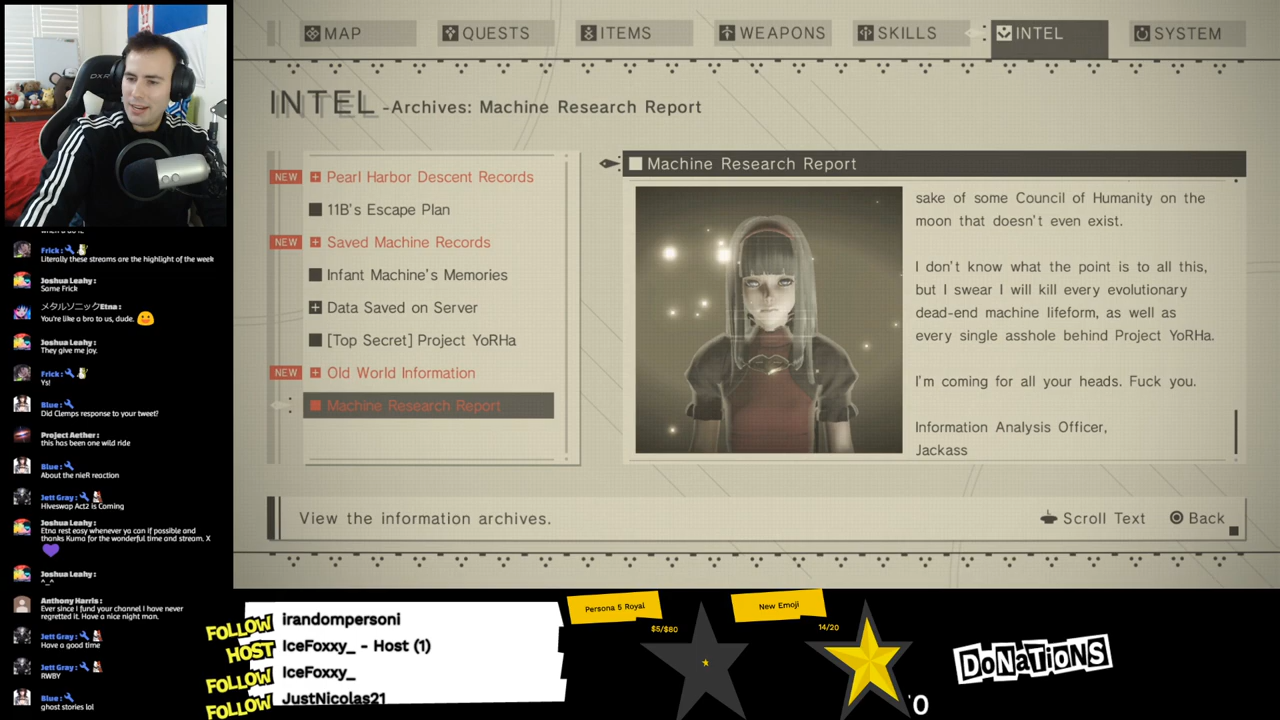 MAP
QUESTS
ITEMS
WEAPONS
SKILLS
INTEL
SYSTEM
INTEL -Archives: Machine Research Report
NEW Pearl Harbor Descent Records
11B's Escape Plan
NEW Saved Machine Records
Infant Machine's Memories
Data Saved on Server
[Top Secret] Project YoRHa
NEW Old World Information
Machine Research Report
Machine Research Report
sake of some Council of Humanity on the
moon that doesn't even exist.
I don't know what the point is to all this,
but I swear I will kill every evolutionary
dead-end machine lifeform, as well as
every single asshole behind Project YoRHa.
I'm coming for all your heads. Fuck you.
Information Analysis Officer,
Jackass
View the information archives.
Scroll Text
Back
DXR
Frick :
Literally these streams are the highlight of the week
Joshua Leahy :
Same Frick
メタルソニックEtna :
You're like a bro to us, dude.
Joshua Leahy :
They give me joy.
Frick :
Ys!
Blue :
Did Clemps response to your tweet?
Project Aether :
this has been one wild ride
Blue :
About the nieR reaction
Jett Gray :
Hiveswap Act2 is Coming
Joshua Leahy :
Etna rest easy whenever ya can if possible and
thanks Kuma for the wonderful time and stream. X
Joshua Leahy :
^_^
Anthony Harris :
Ever since I fund your channel I have never
regretted it. Have a nice night man.
Jett Gray :
Have a good time
Jett Gray :
RWBY
Blue :
ghost stories lol
FOLLOW irandompersoni
HOST IceFoxxy_ - Host (1)
FOLLOW IceFoxxy_
FOLLOW JustNicolas21
Persona 5 Royal
$5/$80
New Emoji
14/20
DONATIONS